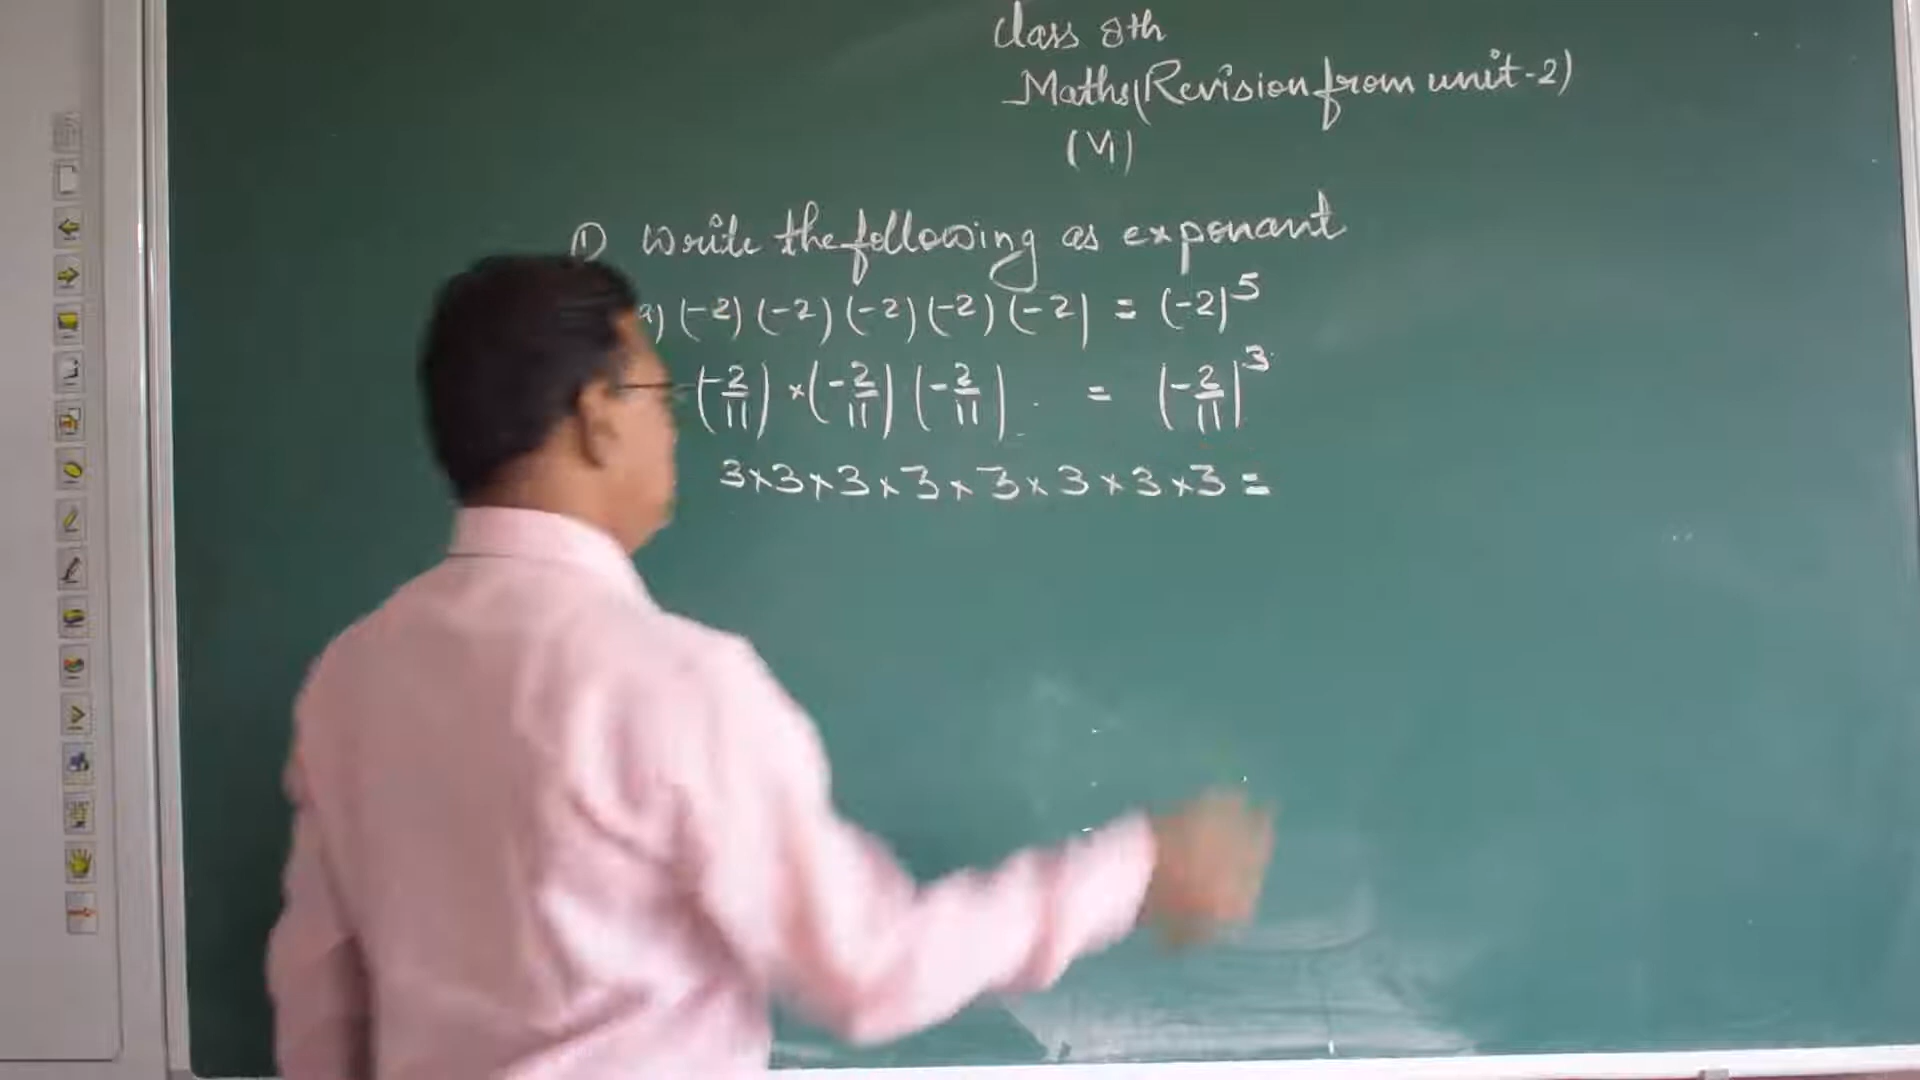 Class 8th
Maths (Revision from unit-2)
(VI)
① Write the following as exponant
a) (-2) (-2) (-2) (-2) (-2) = (-2)⁵
(-2/11) × (-2/11) (-2/11) = (-2/11)³
3×3×3×3×3×3×3×3 =